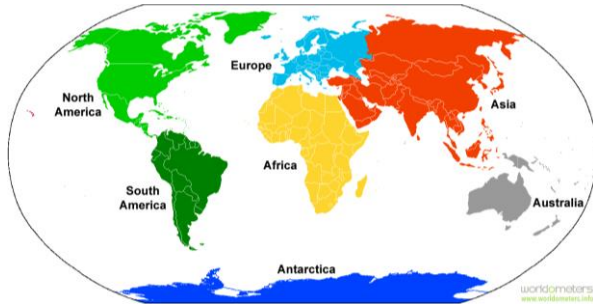 Europe
North
America
Asia
Africa
South
America
Australia
Antarctica
worldometers
www.worldometers.info